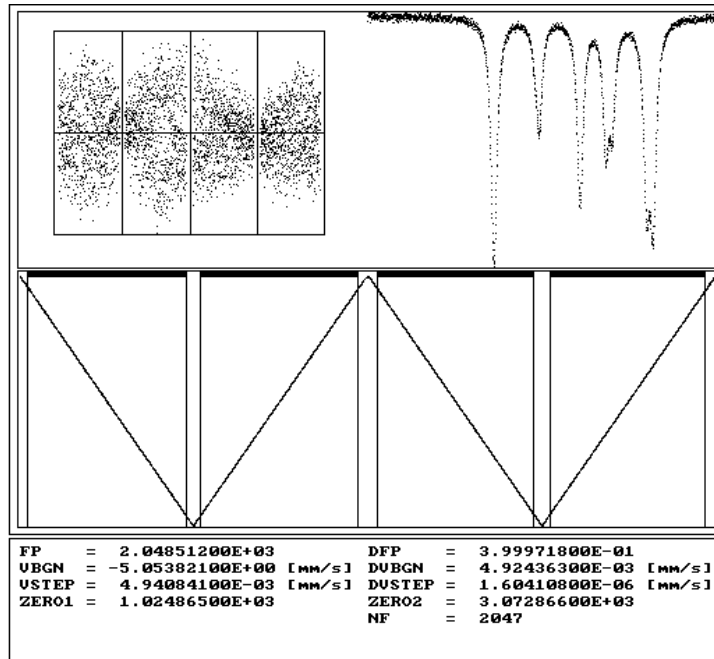 FP = 2.04851200E+03 DFP = 3.99971800E-01
VBGN = -5.05382100E+00 [mm/s] DVBGN = 4.92436300E-03 [mm/s]
VSTEP = 4.94084100E-03 [mm/s] DVSTEP = 1.60410800E-06 [mm/s]
ZERO1 = 1.02486500E+03 ZERO2 = 3.07286600E+03
NF = 2047